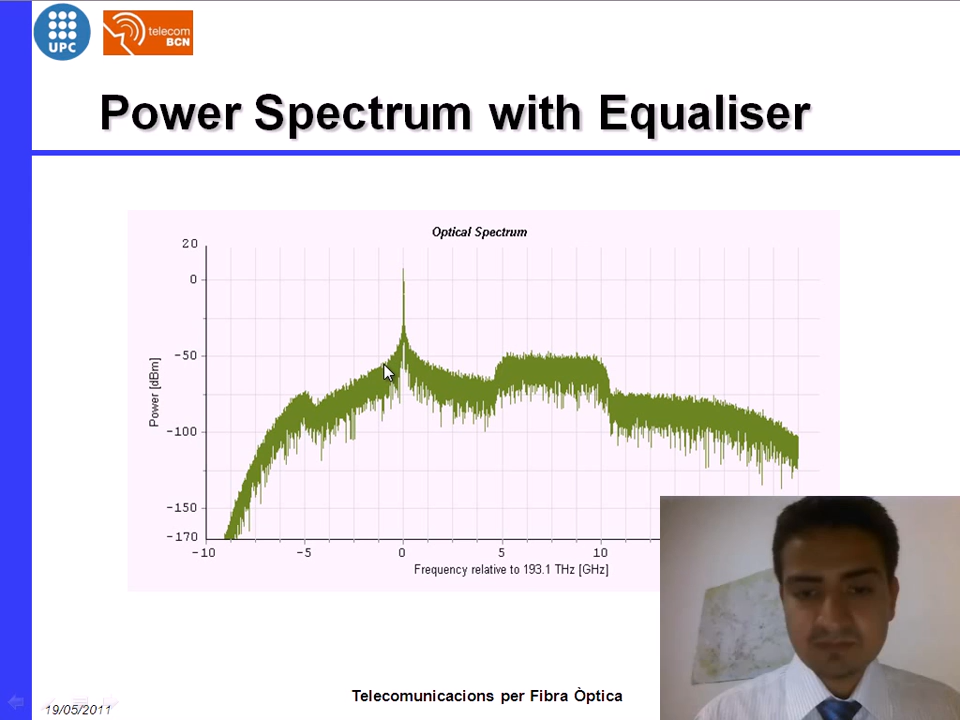 UPC
telecom
BCN
Power Spectrum with Equaliser
Optical Spectrum
20
0
-50
-100
-150
-170
Power [dBm]
-10
-5
0
5
10
Frequency relative to 193.1 THz [GHz]
Telecomunicacions per Fibra Òptica
19/05/2011